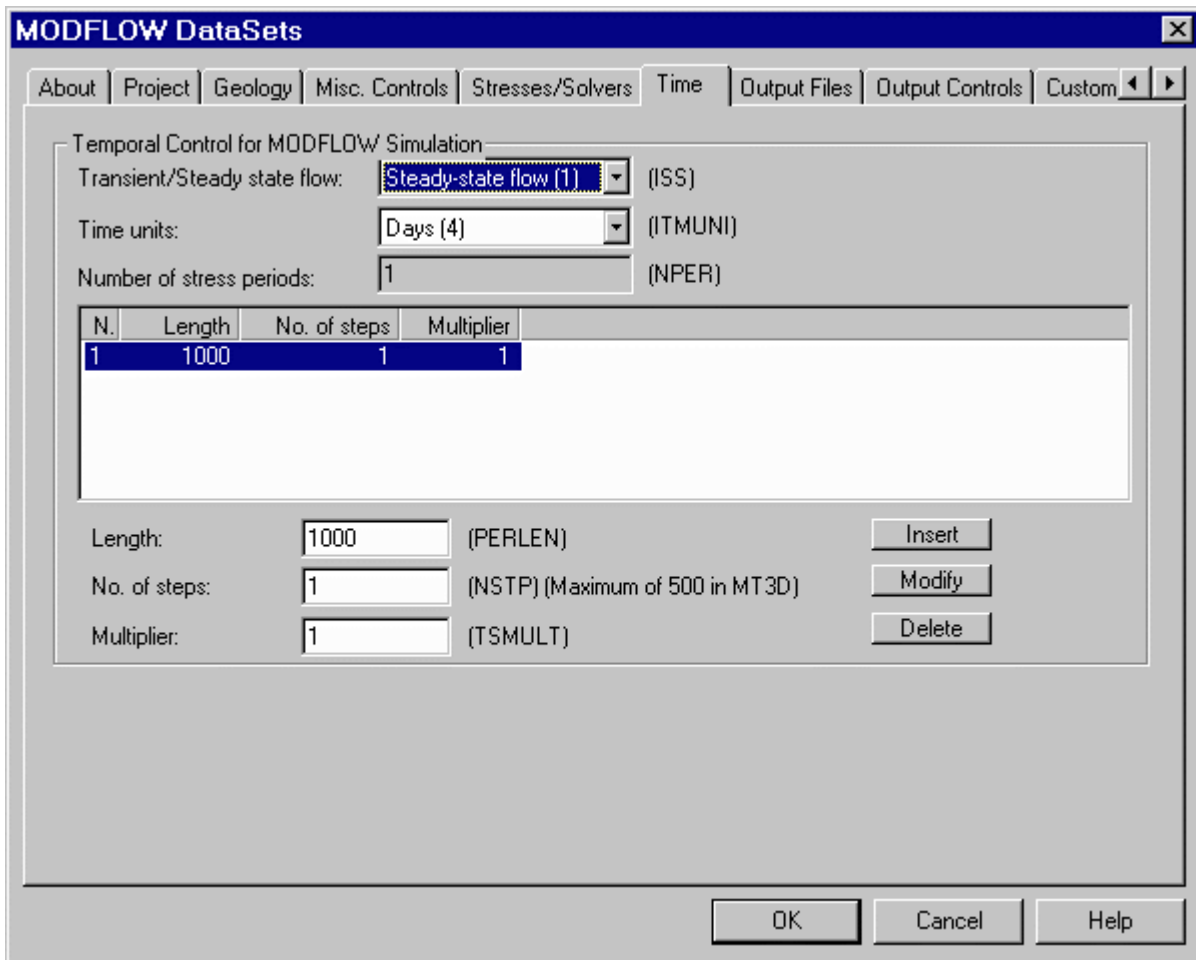 MODFLOW DataSets
About Project Geology Misc. Controls Stresses/Solvers Time Output Files Output Controls Custom
Temporal Control for MODFLOW Simulation
Transient/Steady state flow: Steady-state flow (1) (ISS)
Time units: Days (4) (ITMUNI)
Number of stress periods: 1 (NPER)
N. Length No. of steps Multiplier
1 1000 1 1
Length: 1000 (PERLEN) Insert
No. of steps: 1 (NSTP) (Maximum of 500 in MT3D) Modify
Multiplier: 1 (TSMULT) Delete
OK Cancel Help